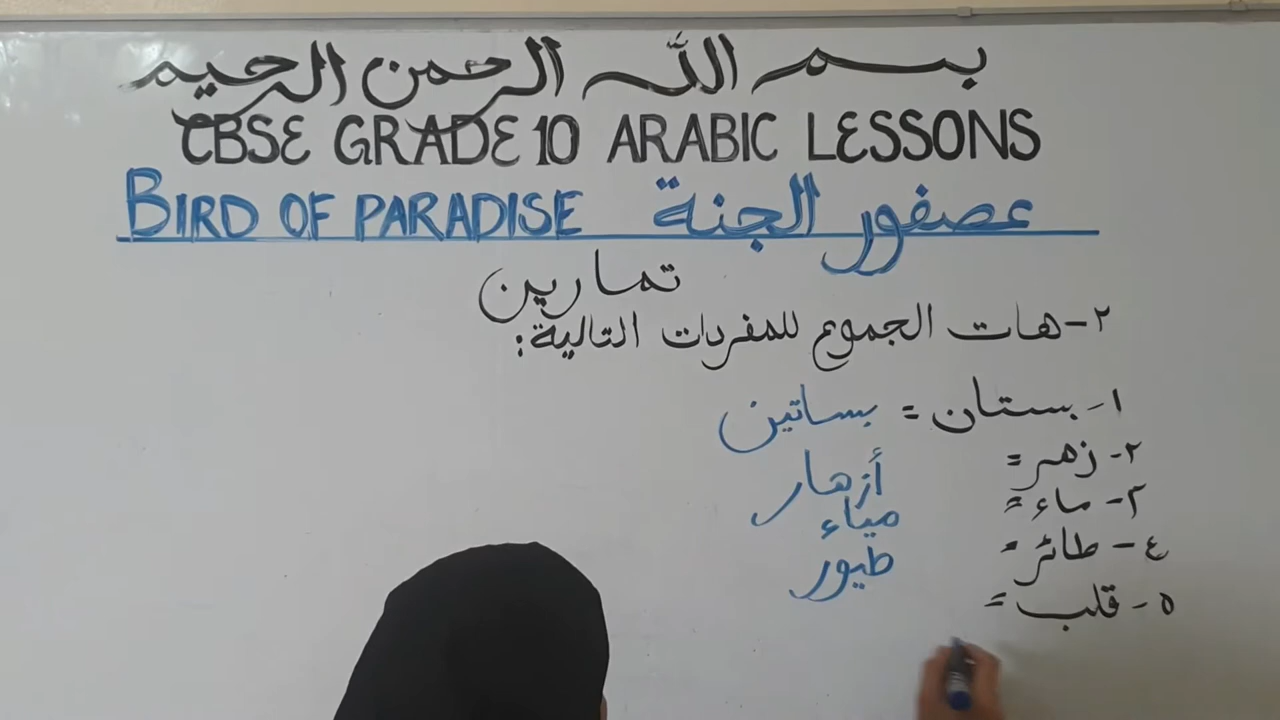 بسم الله الرحمن الرحيم
CBSE GRADE 10 ARABIC LESSONS
BIRD OF PARADISE عصفور الجنة
تمارين
٢- هات الجموع للمفردات التالية:
١- بستان = بساتين
٢- زهر = أزهار
٣- ماء = مياء
٤- طائر = طيور
٥- قلب =